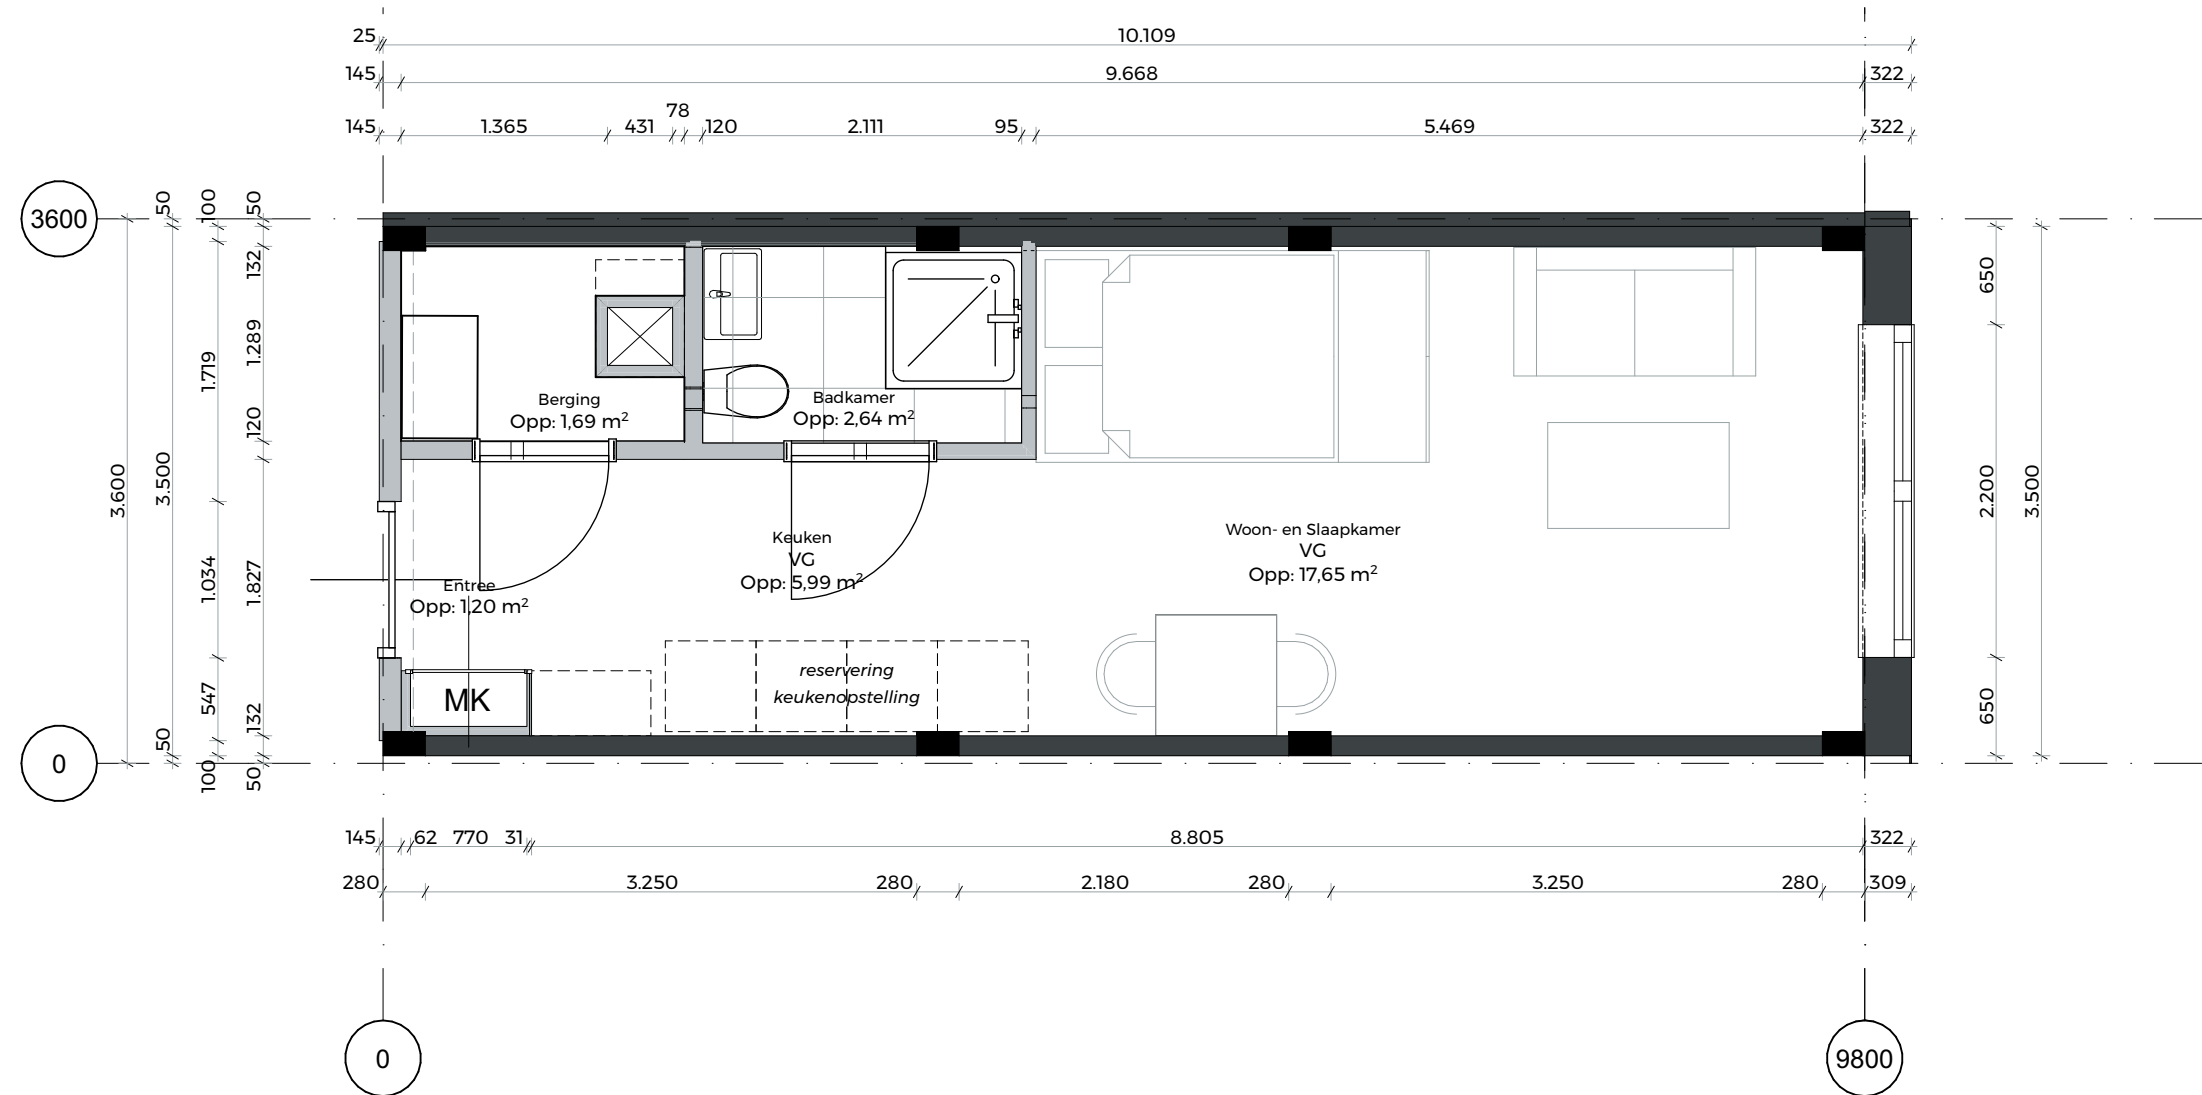 25 10.109
145 9.668 322
78
145 1.365 431 120 2.111 95 5.469 322
3600
50 100 50
132
650
1.289
1.719
Berging
Opp: 1,69 m²
Badkamer
Opp: 2,64 m²
120
3.600
3.500
2.200
3.500
Woon- en Slaapkamer
VG
Opp: 17,65 m²
Keuken
VG
Opp: 5,99 m²
1.034
1.827
Entree
Opp: 1,20 m²
reservering
keukenopstelling
MK
547
132
650
50
0
100
50
145 62 770 31 8.805 322
280 3.250 280 2.180 280 3.250 280 309
0
9800